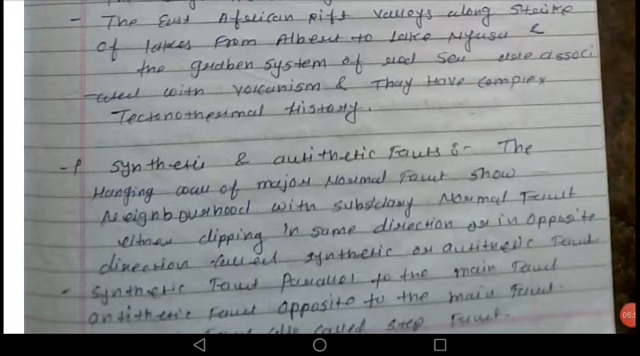 - The East African rift valleys along strike
of lakes from Albert to lake Nyasa &
the graben system of red sea are associ
-ated with volcanism & They Have complex
Tectonothermal History.
-P Synthetic & antithetic Faults :- The
Hanging wall of major Normal Fault show
Neighbourhood with subsidary Normal Fault
either dipping in same direction or in opposite
direction called synthetic or antithetic Fault.
- Synthetic Fault Parallel to the main Fault
antithetic Fault opposite to the main Fault.
Fault also called step Fault.